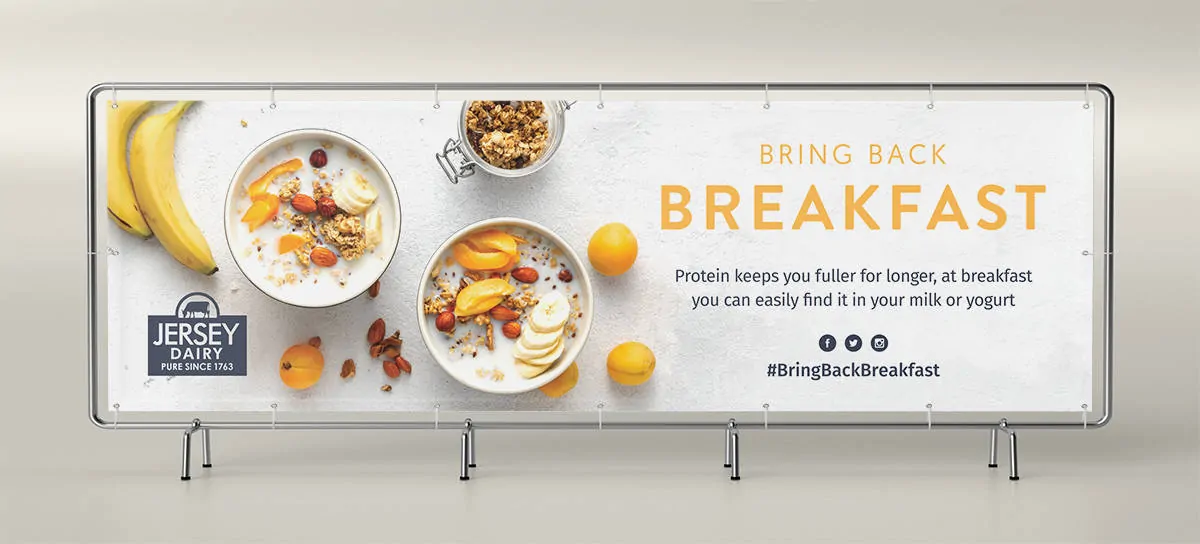 BRING BACK
BREAKFAST
Protein keeps you fuller for longer, at breakfast
you can easily find it in your milk or yogurt
#BringBackBreakfast
JERSEY
DAIRY
PURE SINCE 1763